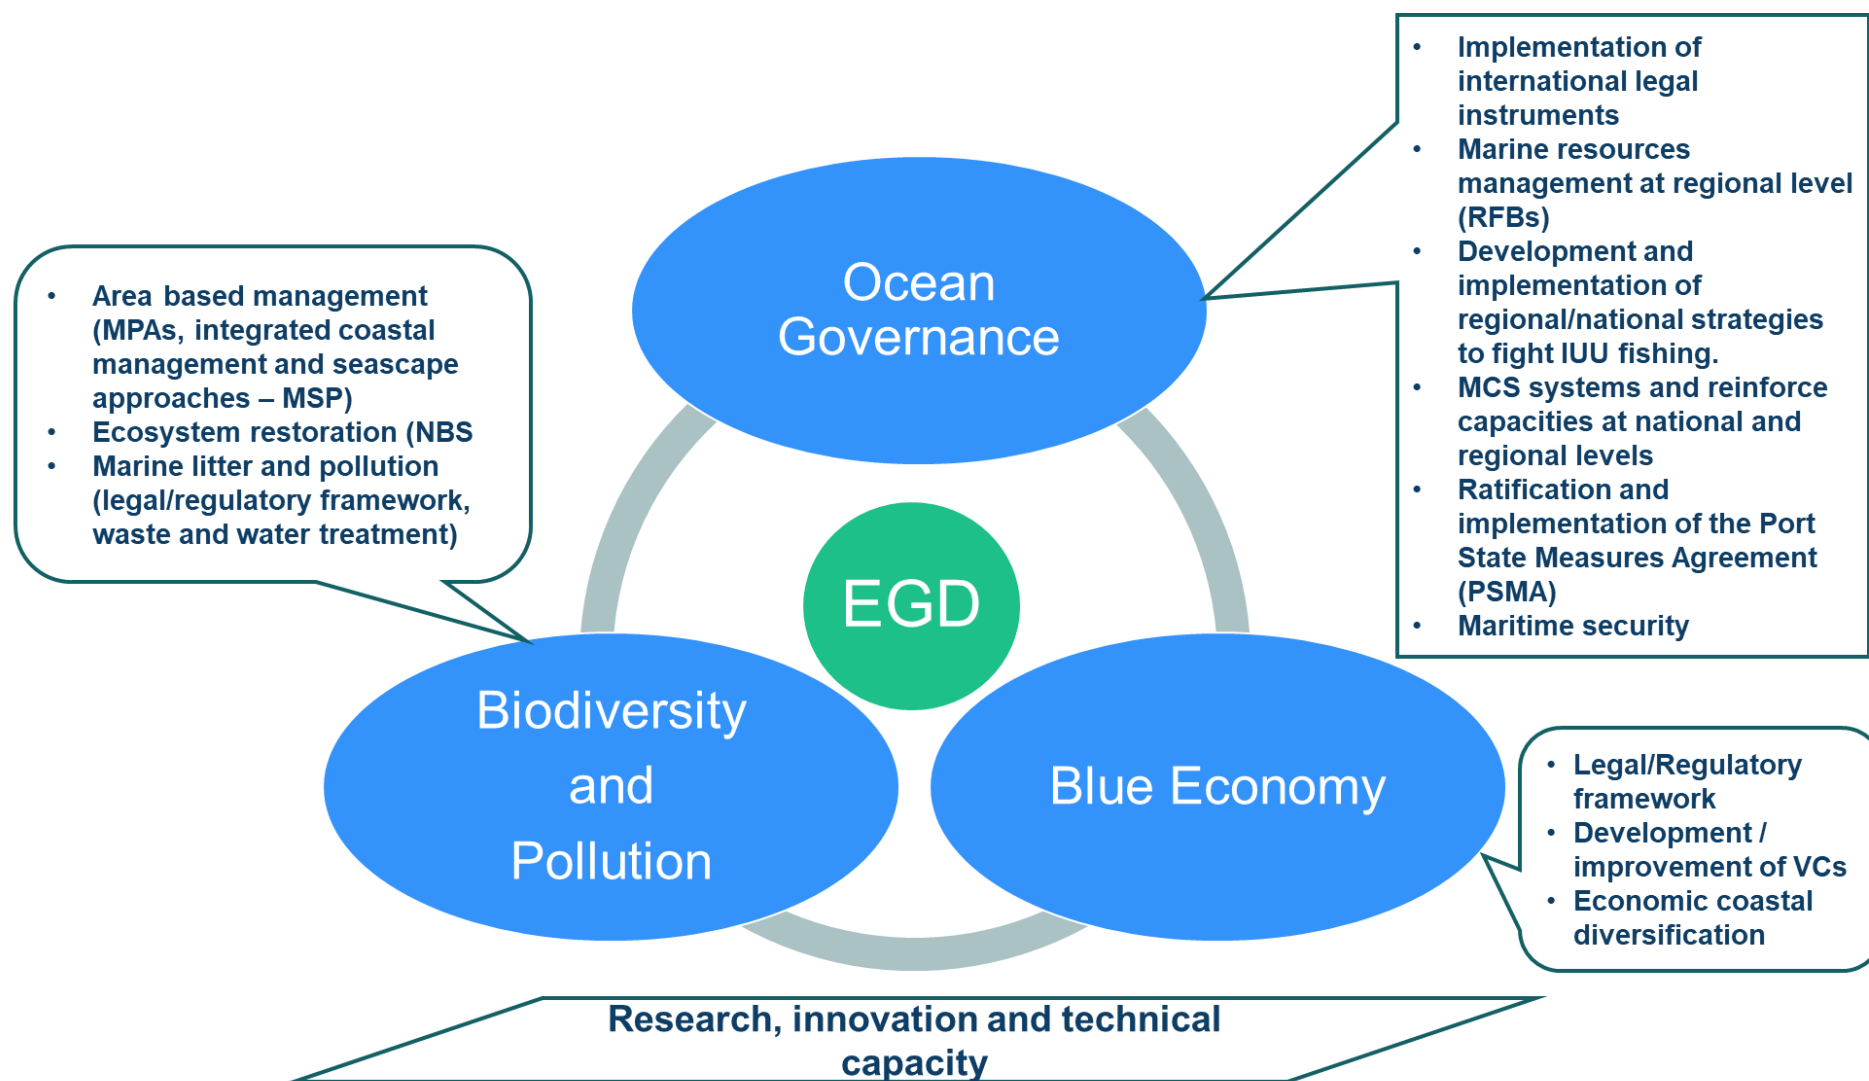 Ocean
Governance
• Implementation of
international legal
instruments
• Marine resources
management at regional level
(RFBs)
• Development and
implementation of
regional/national strategies
to fight IUU fishing.
• MCS systems and reinforce
capacities at national and
regional levels
• Ratification and
implementation of the Port
State Measures Agreement
(PSMA)
• Maritime security
• Area based management
(MPAs, integrated coastal
management and seascape
approaches – MSP)
• Ecosystem restoration (NBS
• Marine litter and pollution
(legal/regulatory framework,
waste and water treatment)
EGD
Biodiversity
and
Pollution
Blue Economy
• Legal/Regulatory
framework
• Development /
improvement of VCs
• Economic coastal
diversification
Research, innovation and technical
capacity